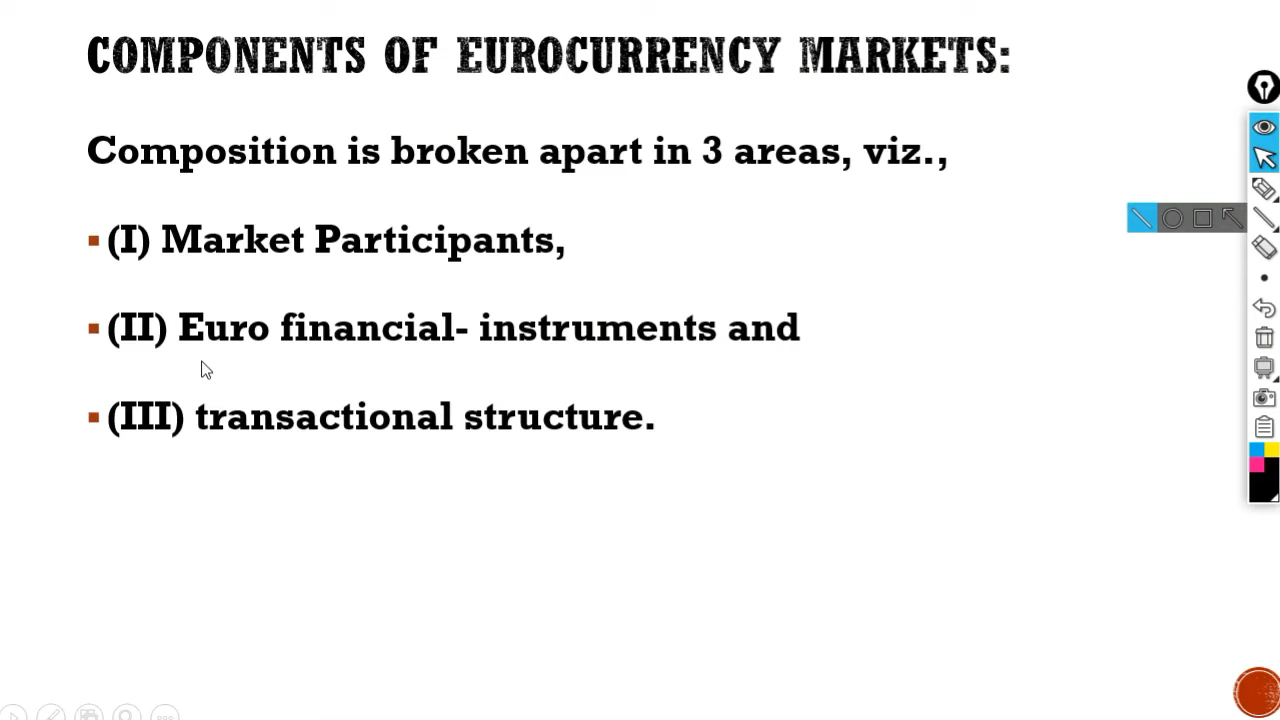 COMPONENTS OF EUROCURRENCY MARKETS:
Composition is broken apart in 3 areas, viz.,
(I) Market Participants,
(II) Euro financial- instruments and
(III) transactional structure.